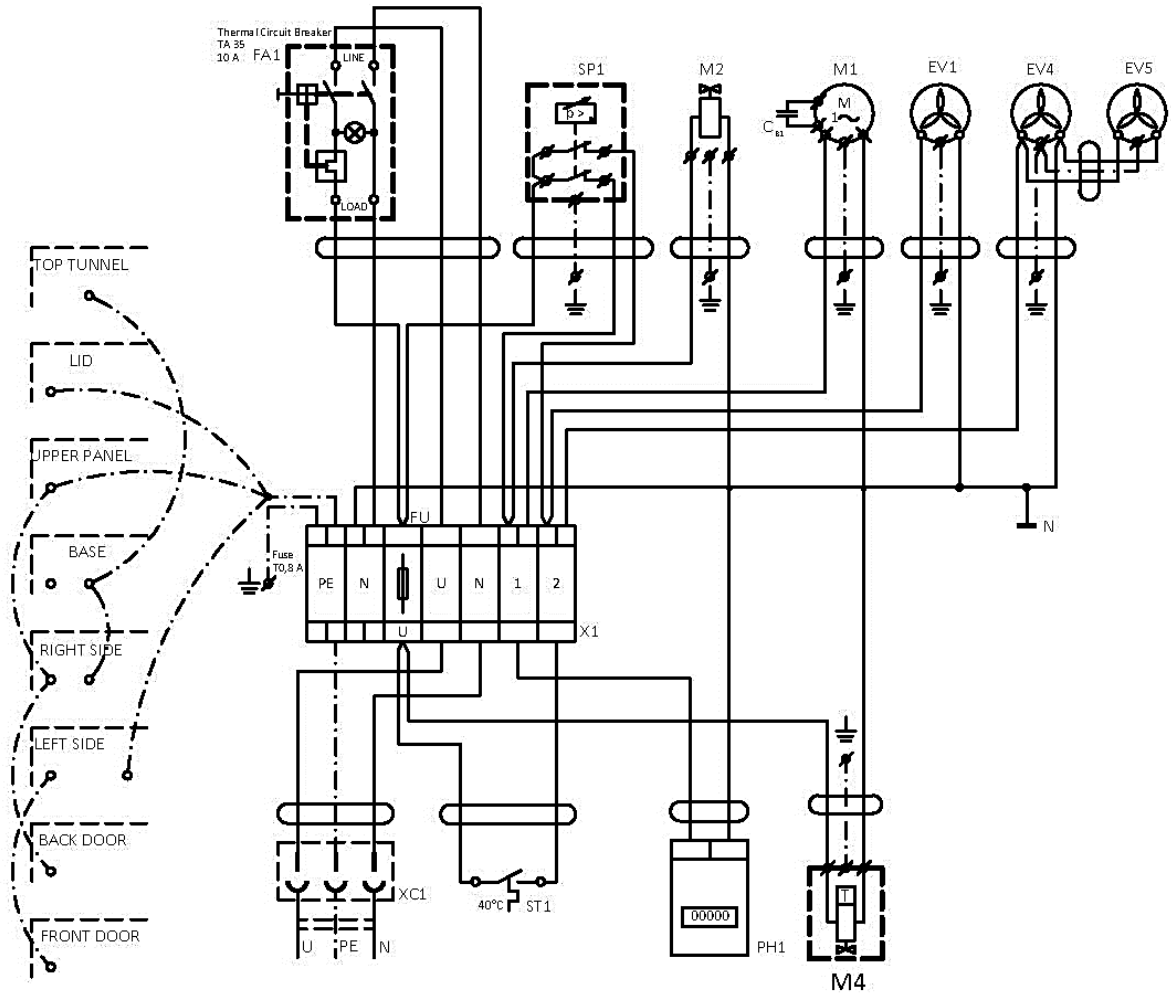 Thermal Circuit Breaker
TA 35
10 A
FA1
LINE
LOAD
SP1
p >
M2
M1
M
1 ~
C B1
EV1
EV4
EV5
TOP TUNNEL
LID
UPPER PANEL
BASE
RIGHT SIDE
LEFT SIDE
BACK DOOR
FRONT DOOR
Fuse
T0,8 A
FU
N
PE
N
U
N
1
2
U
X1
XC1
U
PE
N
40°C
ST1
00000
PH1
T
M4